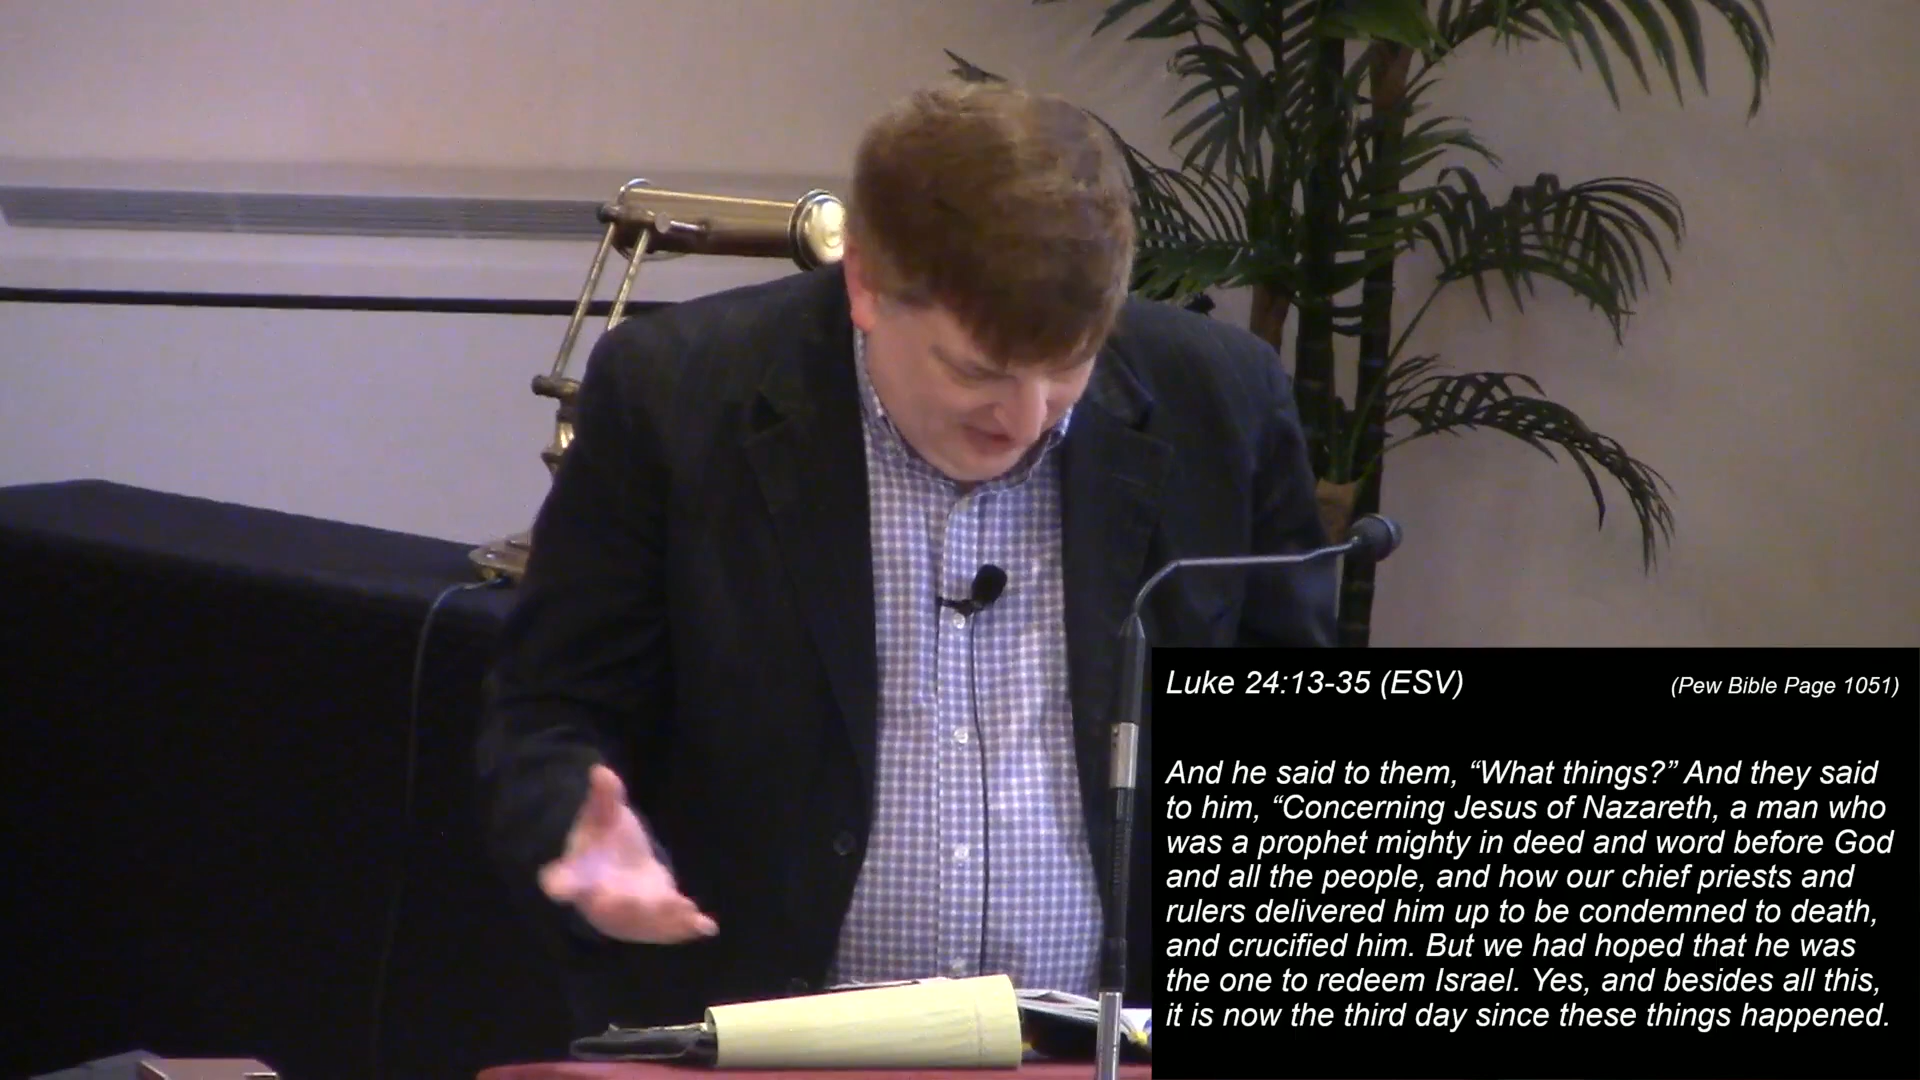 Luke 24:13-35 (ESV) (Pew Bible Page 1051)
And he said to them, “What things?” And they said
to him, “Concerning Jesus of Nazareth, a man who
was a prophet mighty in deed and word before God
and all the people, and how our chief priests and
rulers delivered him up to be condemned to death,
and crucified him. But we had hoped that he was
the one to redeem Israel. Yes, and besides all this,
it is now the third day since these things happened.